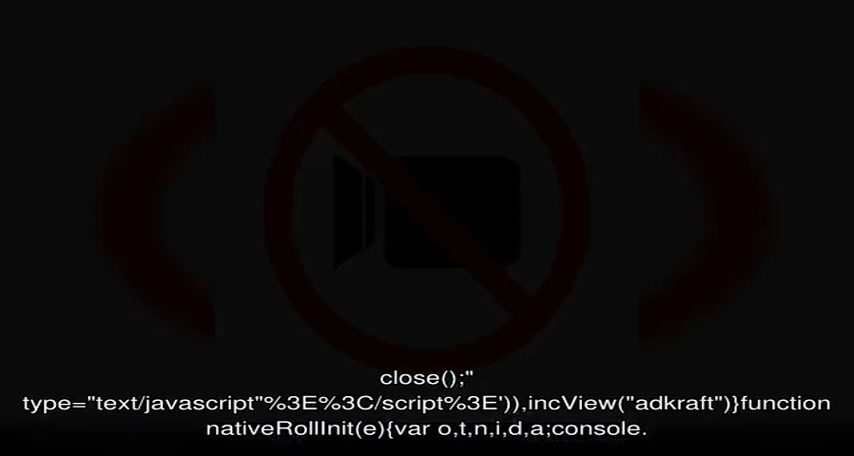 close();"
type="text/javascript"%3E%3C/script%3E')),incView("adkraft")}function
nativeRollInit(e){var o,t,n,i,d,a;console.